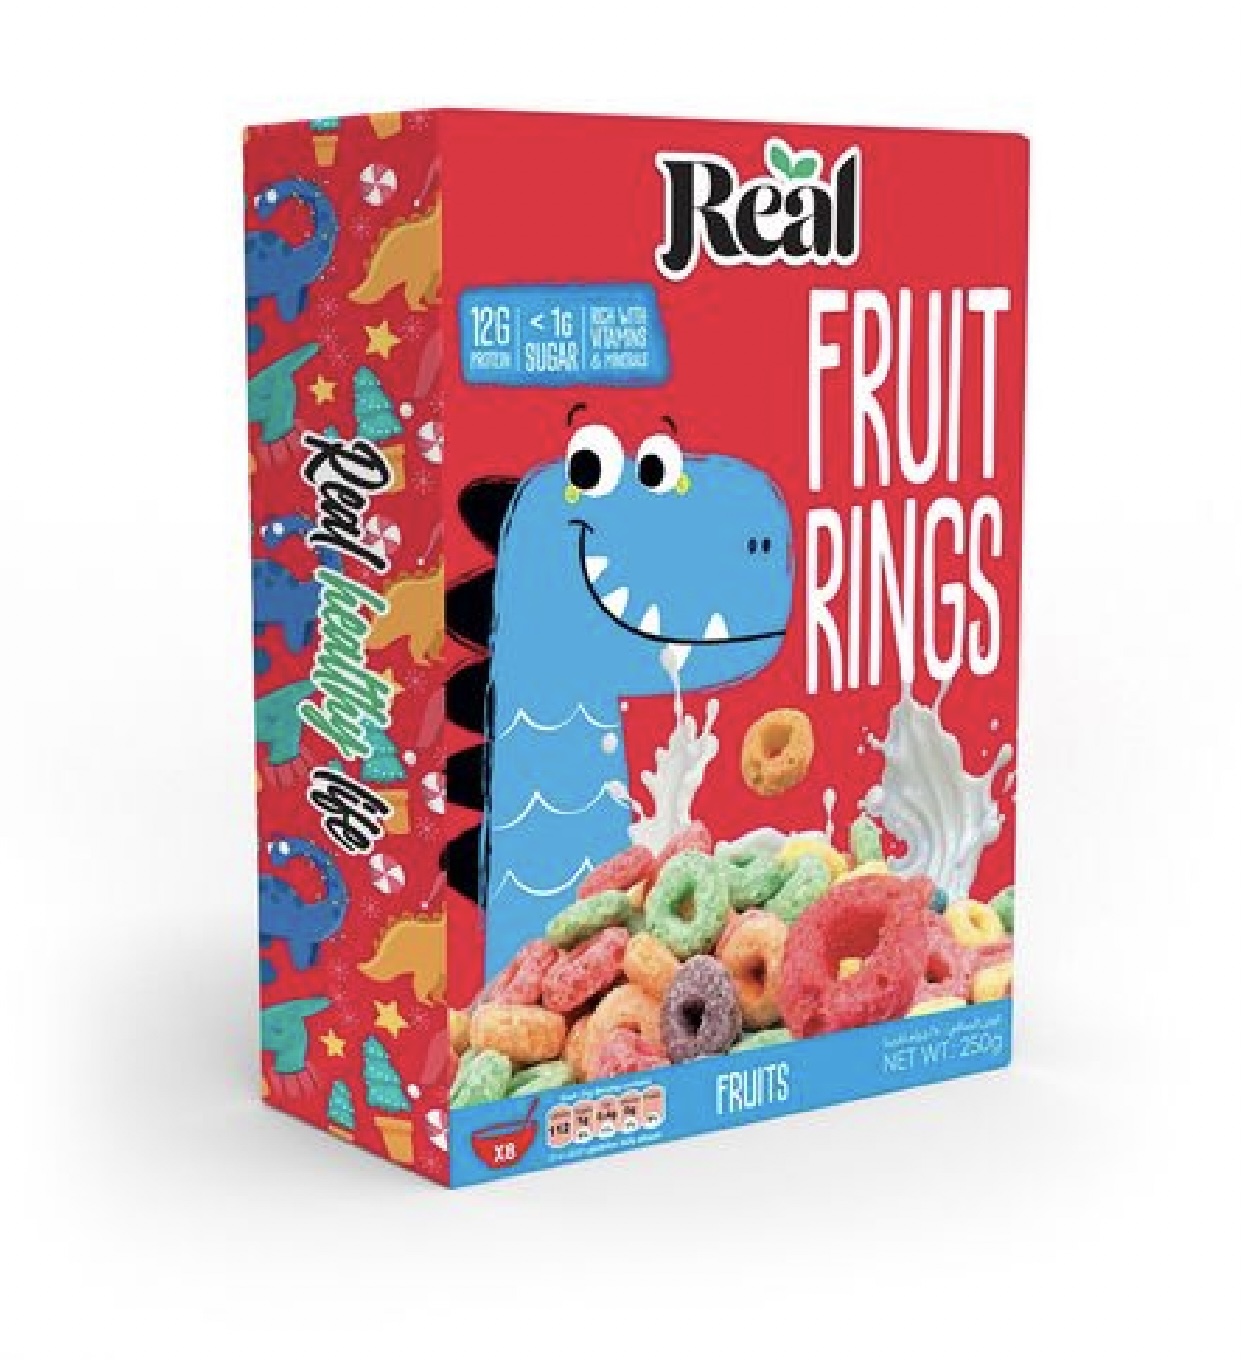 Real
12G
PROTEIN
< 1G
SUGAR
RICH WITH
VITAMINS
& MINERALS
FRUIT
RINGS
Real healthy life
NET WT: 250g
FRUITS
X8
112